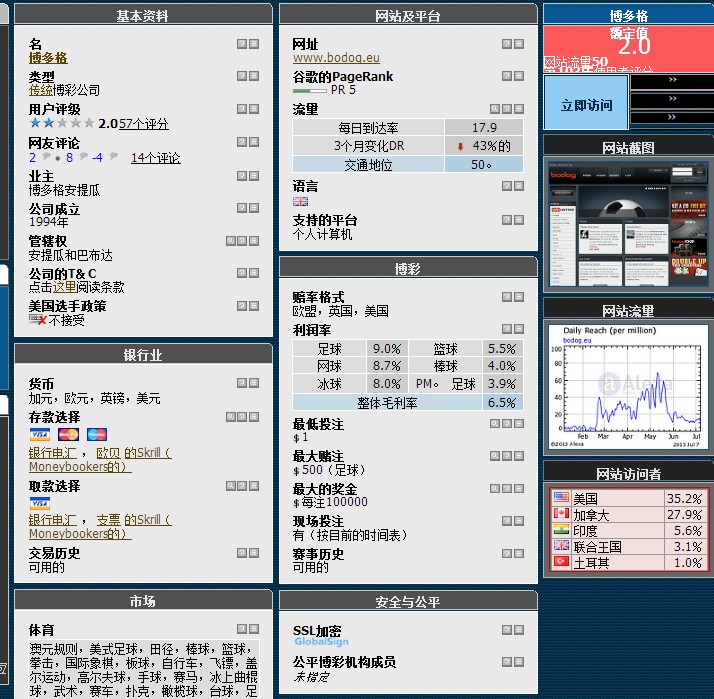 基本资料
名
博多格
类型
传统博彩公司
用户评级
2.0 57个评分
网友评论
2 • 8 -4 14个评论
业主
博多格安提瓜
公司成立
1994年
管辖权
安提瓜和巴布达
公司的T& C
点击这里阅读条款
美国选手政策
不接受
银行业
货币
加元，欧元，英镑，美元
存款选择
VISA
银行电汇 ， 欧贝 的Skrill（
Moneybookers的）
取款选择
VISA
银行电汇 ， 支票 的Skrill（
Moneybookers的）
交易历史
可用的
市场
体育
澳元规则，美式足球，田径，棒球，篮球，
拳击，国际象棋，板球，自行车，飞镖，盖
尔运动，高尔夫球，手球，赛马，冰上曲棍
球，武术，赛车，扑克，橄榄球，台球，足
网站及平台
网址
www.bodog.eu
谷歌的PageRank
PR 5
流量
每日到达率 17.9
3个月变化DR 43%的
交通地位 50。
语言
支持的平台
个人计算机
博彩
赔率格式
欧盟，英国，美国
利润率
足球 9.0% 篮球 5.5%
网球 8.7% 棒球 4.0%
冰球 8.0% PM。 足球 3.9%
整体毛利率 6.5%
最低投注
$ 1
最大赌注
$ 500（足球）
最大的奖金
$ 每注100000
现场投注
有（按目前的时间表）
赛事历史
可用的
安全与公平
SSL加密
GlobalSign
公平博彩机构成员
未指定
博多格
额定值
2.0
网站流量50
立即访问
网站截图
bodog
网站流量
Daily Reach (per million)
bodog.eu
100
80
60
40
20
0
Alexa
Feb Mar Apr May Jun Jul
©2013 Alexa 2013 Jul 7
网站访问者
美国 35.2%
加拿大 27.9%
印度 5.6%
联合王国 3.1%
土耳其 1.0%